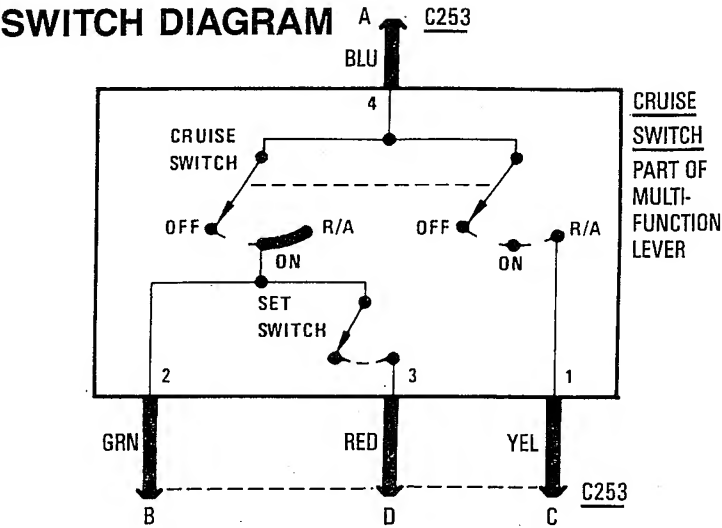 SWITCH DIAGRAM
A C253
BLU
4
CRUISE
SWITCH
CRUISE
SWITCH
PART OF
MULTI-
FUNCTION
LEVER
OFF
R/A
ON
OFF
R/A
ON
SET
SWITCH
2
3
1
GRN
RED
YEL
C253
B
D
C